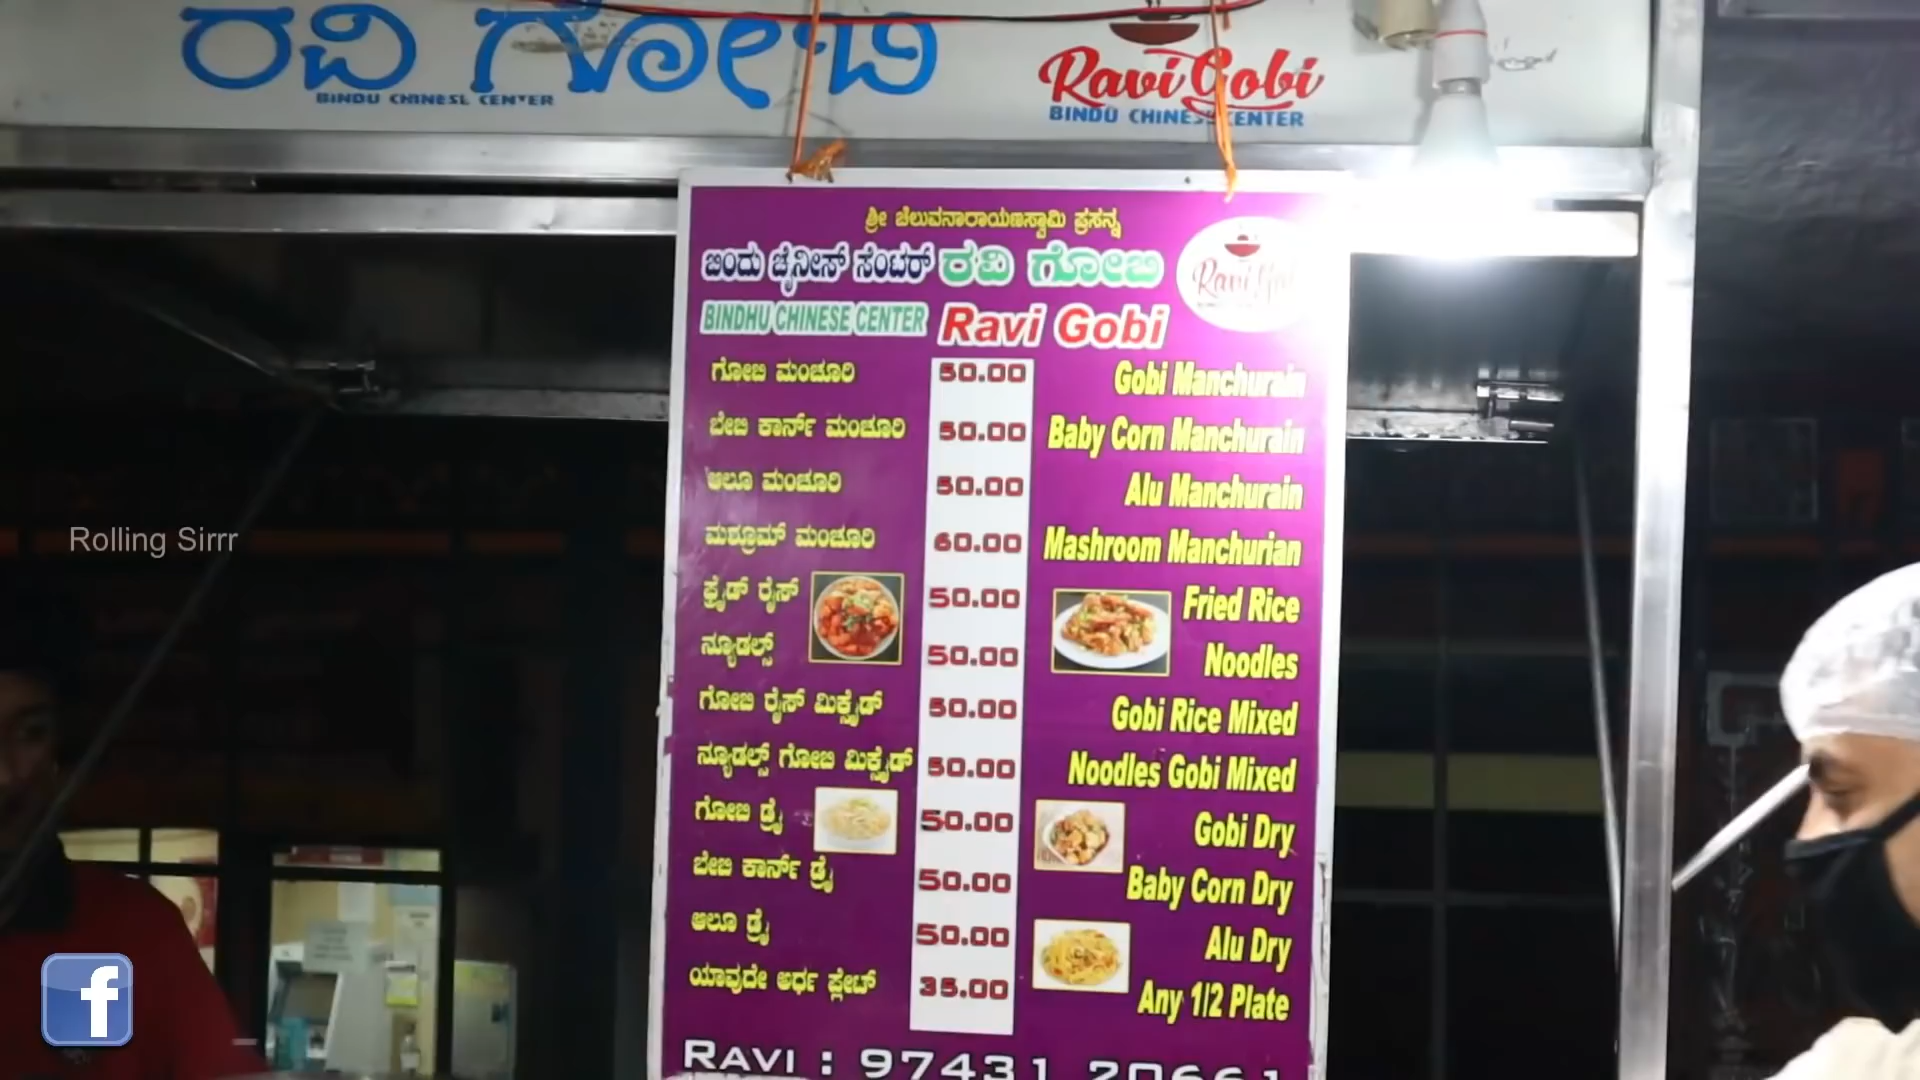 ರವಿ ಗೋಬಿ
BINDU CHINESE CENTER
Ravi Gobi
BINDU CHINESE CENTER
ಶ್ರೀ ಚೆಲುವನಾರಾಯಣಸ್ವಾಮಿ ಪ್ರಸನ್ನ
ಬಿಂದು ಚೈನೀಸ್ ಸೆಂಟರ್ ರವಿ ಗೋಬಿ
BINDHU CHINESE CENTER Ravi Gobi
ಗೋಬಿ ಮಂಚೂರಿ 50.00 Gobi Manchurain
ಬೇಬಿ ಕಾರ್ನ್ ಮಂಚೂರಿ 50.00 Baby Corn Manchurain
ಆಲೂ ಮಂಚೂರಿ 50.00 Alu Manchurain
ಮಶ್ರೂಮ್ ಮಂಚೂರಿ 60.00 Mashroom Manchurian
ಫ್ರೈಡ್ ರೈಸ್ 50.00 Fried Rice
ನ್ಯೂಡಲ್ಸ್ 50.00 Noodles
ಗೋಬಿ ರೈಸ್ ಮಿಕ್ಸೈಡ್ 50.00 Gobi Rice Mixed
ನ್ಯೂಡಲ್ಸ್ ಗೋಬಿ ಮಿಕ್ಸೈಡ್ 50.00 Noodles Gobi Mixed
ಗೋಬಿ ಡ್ರೈ 50.00 Gobi Dry
ಬೇಬಿ ಕಾರ್ನ್ ಡ್ರೈ 50.00 Baby Corn Dry
ಆಲೂ ಡ್ರೈ 50.00 Alu Dry
ಯಾವುದೇ ಅರ್ಧ ಪ್ಲೇಟ್ 35.00 Any 1/2 Plate
RAVI : 97431 20661
Rolling Sirrr
f